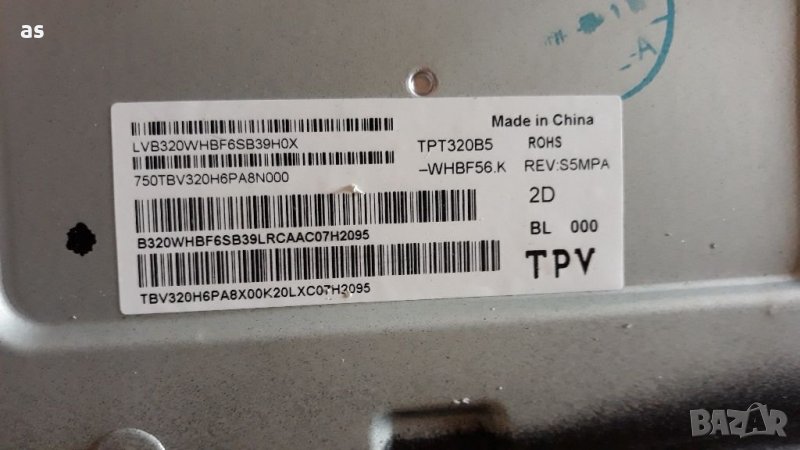 as
-A
Made in China
LVB320WHBF6SB39H0X
TPT320B5 ROHS
750TBV320H6PA8N000
-WHBF56.K REV:S5MPA
2D
B320WHBF6SB39LRCAAC07H2095
BL 000
TBV320H6PA8X00K20LXC07H2095
TPV
BAZAR